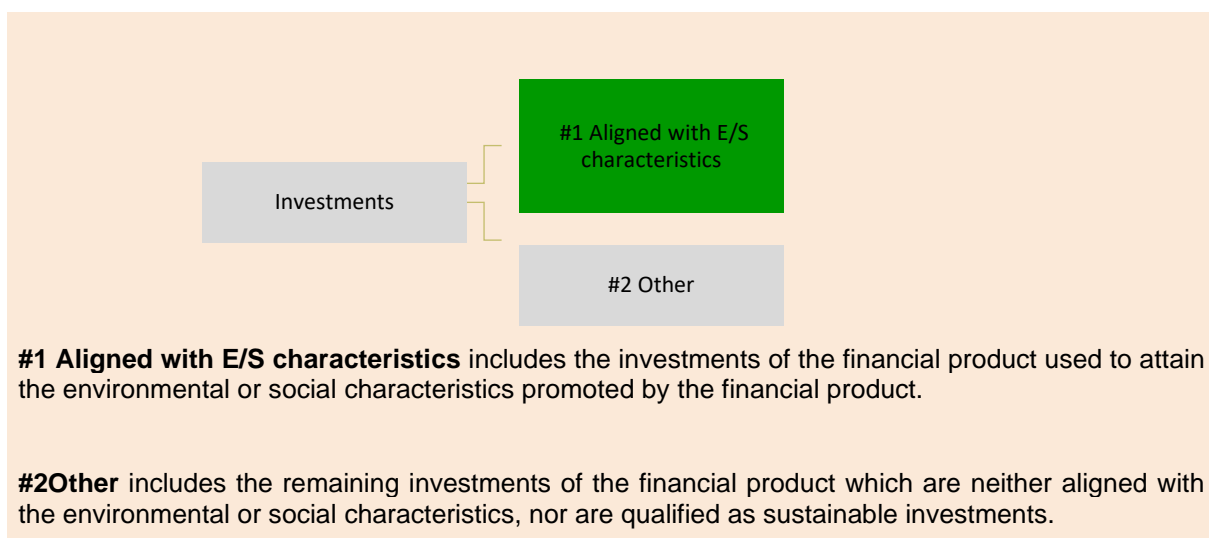 #1 Aligned with E/S
characteristics
Investments
#2 Other
#1 Aligned with E/S characteristics includes the investments of the financial product used to attain
the environmental or social characteristics promoted by the financial product.
#2Other includes the remaining investments of the financial product which are neither aligned with
the environmental or social characteristics, nor are qualified as sustainable investments.